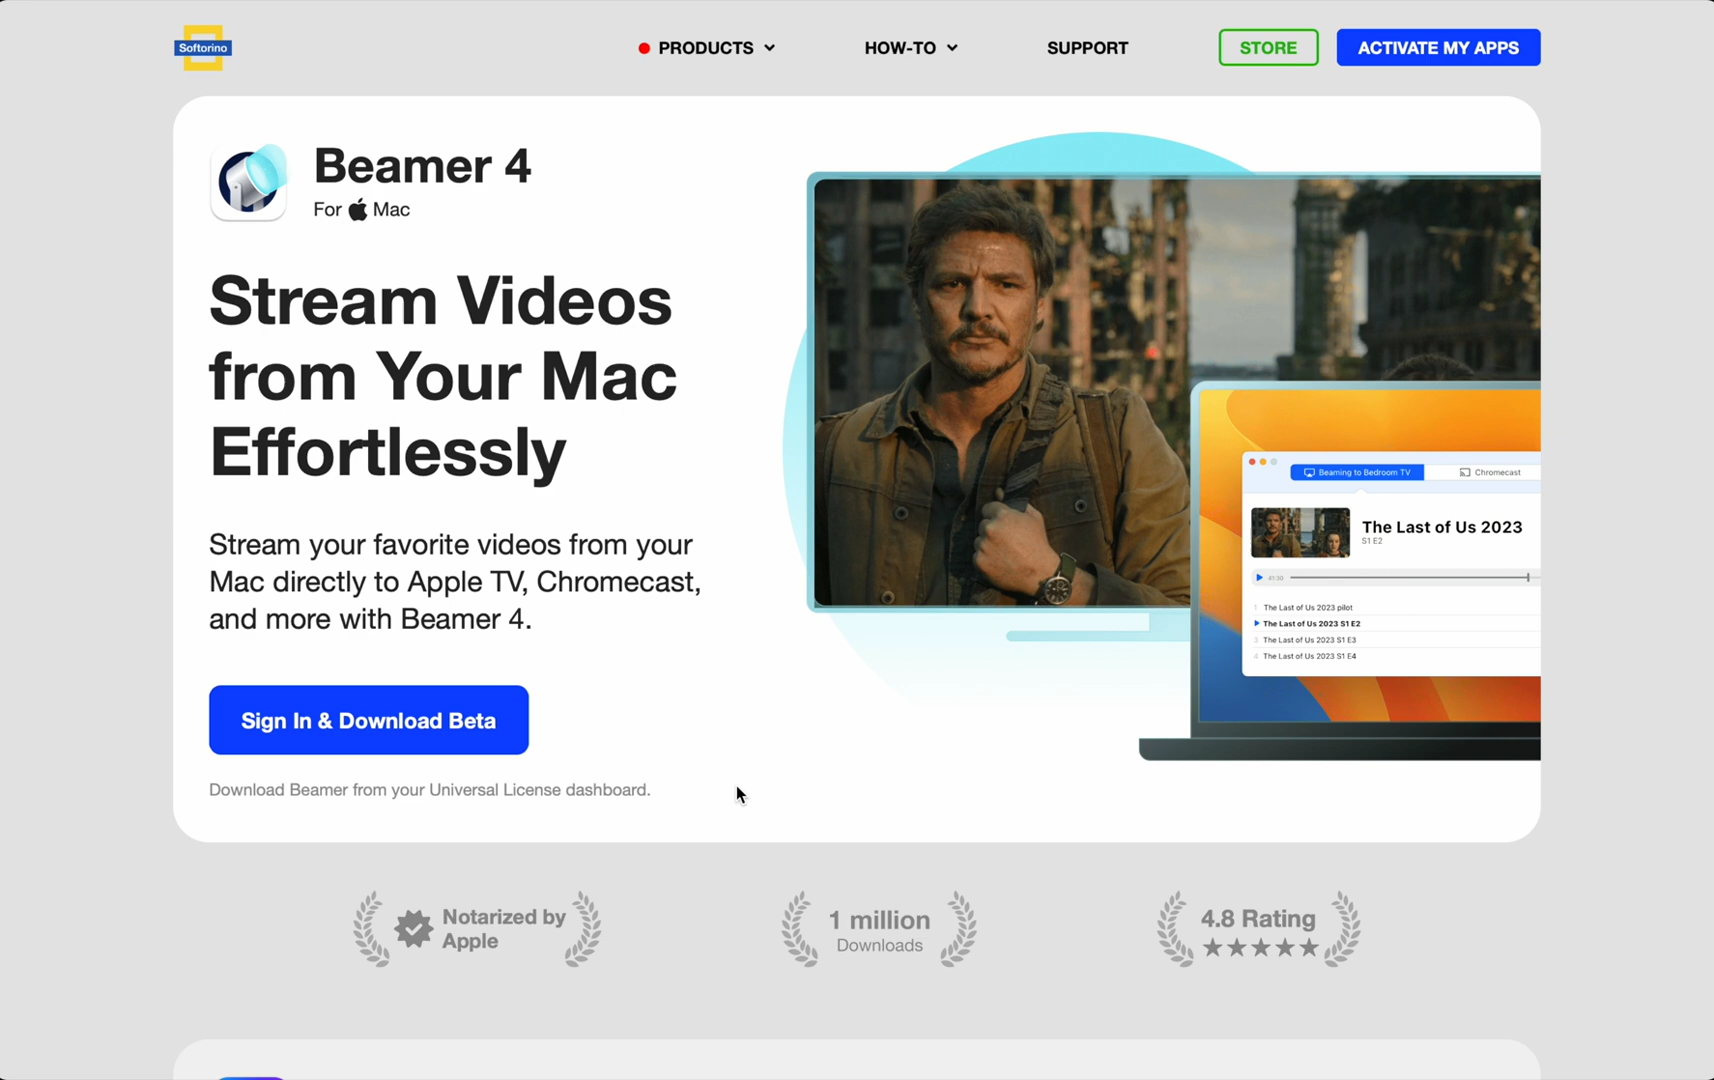 Softorino
PRODUCTS
HOW-TO
SUPPORT
STORE
ACTIVATE MY APPS
Beamer 4
For Mac
Stream Videos
from Your Mac
Effortlessly
Stream your favorite videos from your
Mac directly to Apple TV, Chromecast,
and more with Beamer 4.
Sign In & Download Beta
Download Beamer from your Universal License dashboard.
Beaming to Bedroom TV
Chromecast
The Last of Us 2023
S1 E2
41:30
1 The Last of Us 2023 pilot
The Last of Us 2023 S1 E2
3 The Last of Us 2023 S1 E3
4 The Last of Us 2023 S1 E4
Notarized by
Apple
1 million
Downloads
4.8 Rating